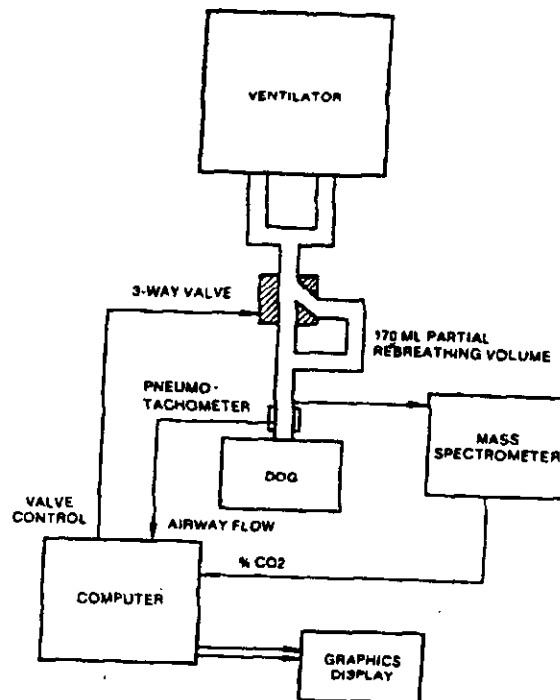 VENTILATOR
3-WAY VALVE
170 ML PARTIAL
REBREATHING VOLUME
PNEUMO-
TACHOMETER
MASS
SPECTROMETER
DOG
VALVE
CONTROL
AIRWAY FLOW
% CO2
COMPUTER
GRAPHICS
DISPLAY